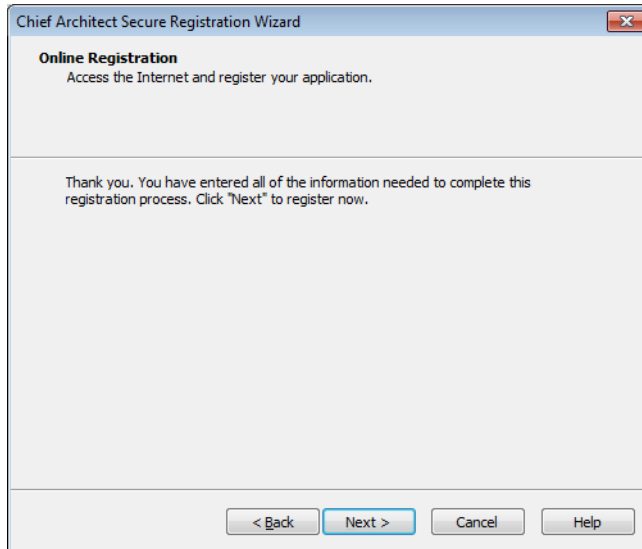 Chief Architect Secure Registration Wizard
Online Registration
Access the Internet and register your application.
Thank you. You have entered all of the information needed to complete this
registration process. Click "Next" to register now.
< Back
Next >
Cancel
Help